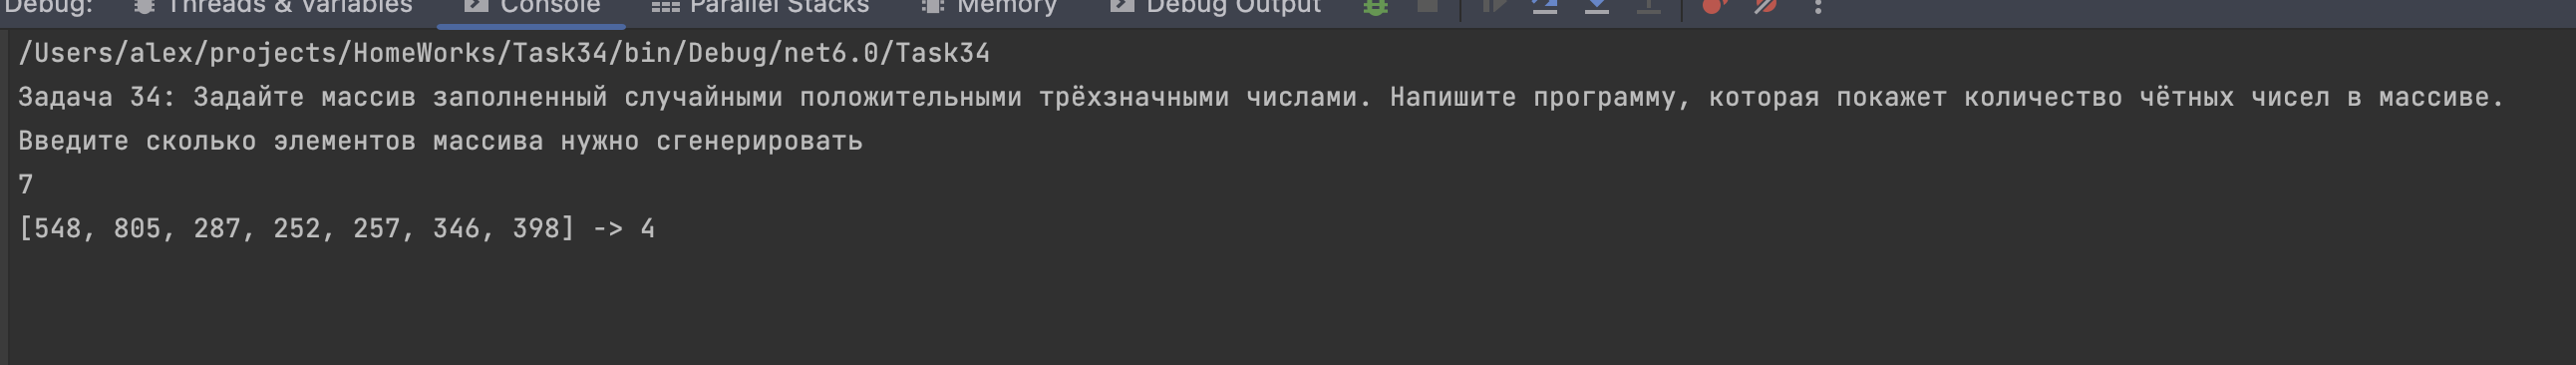 Debug: Threads & Variables Console Parallel Stacks Memory Debug Output
/Users/alex/projects/HomeWorks/Task34/bin/Debug/net6.0/Task34
Задача 34: Задайте массив заполненный случайными положительными трёхзначными числами. Напишите программу, которая покажет количество чётных чисел в массиве.
Введите сколько элементов массива нужно сгенерировать
7
[548, 805, 287, 252, 257, 346, 398] -> 4